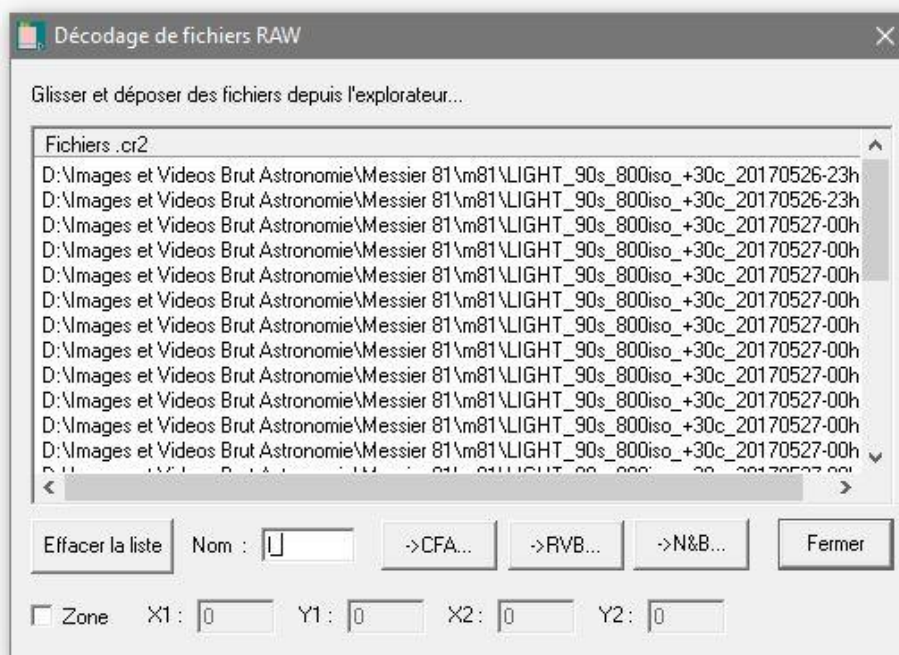 Décodage de fichiers RAW
Glisser et déposer des fichiers depuis l'explorateur...
Fichiers .cr2
D:\Images et Videos Brut Astronomie\Messier 81\m81\LIGHT_90s_800iso_+30c_20170526-23h
D:\Images et Videos Brut Astronomie\Messier 81\m81\LIGHT_90s_800iso_+30c_20170526-23h
D:\Images et Videos Brut Astronomie\Messier 81\m81\LIGHT_90s_800iso_+30c_20170527-00h
D:\Images et Videos Brut Astronomie\Messier 81\m81\LIGHT_90s_800iso_+30c_20170527-00h
D:\Images et Videos Brut Astronomie\Messier 81\m81\LIGHT_90s_800iso_+30c_20170527-00h
D:\Images et Videos Brut Astronomie\Messier 81\m81\LIGHT_90s_800iso_+30c_20170527-00h
D:\Images et Videos Brut Astronomie\Messier 81\m81\LIGHT_90s_800iso_+30c_20170527-00h
D:\Images et Videos Brut Astronomie\Messier 81\m81\LIGHT_90s_800iso_+30c_20170527-00h
D:\Images et Videos Brut Astronomie\Messier 81\m81\LIGHT_90s_800iso_+30c_20170527-00h
D:\Images et Videos Brut Astronomie\Messier 81\m81\LIGHT_90s_800iso_+30c_20170527-00h
D:\Images et Videos Brut Astronomie\Messier 81\m81\LIGHT_90s_800iso_+30c_20170527-00h
D:\Images et Videos Brut Astronomie\Messier 81\m81\LIGHT_90s_800iso_+30c_20170527-00h
Effacer la liste Nom : ->CFA... ->RVB... ->N&B... Fermer
Zone X1 : 0 Y1 : 0 X2 : 0 Y2 : 0